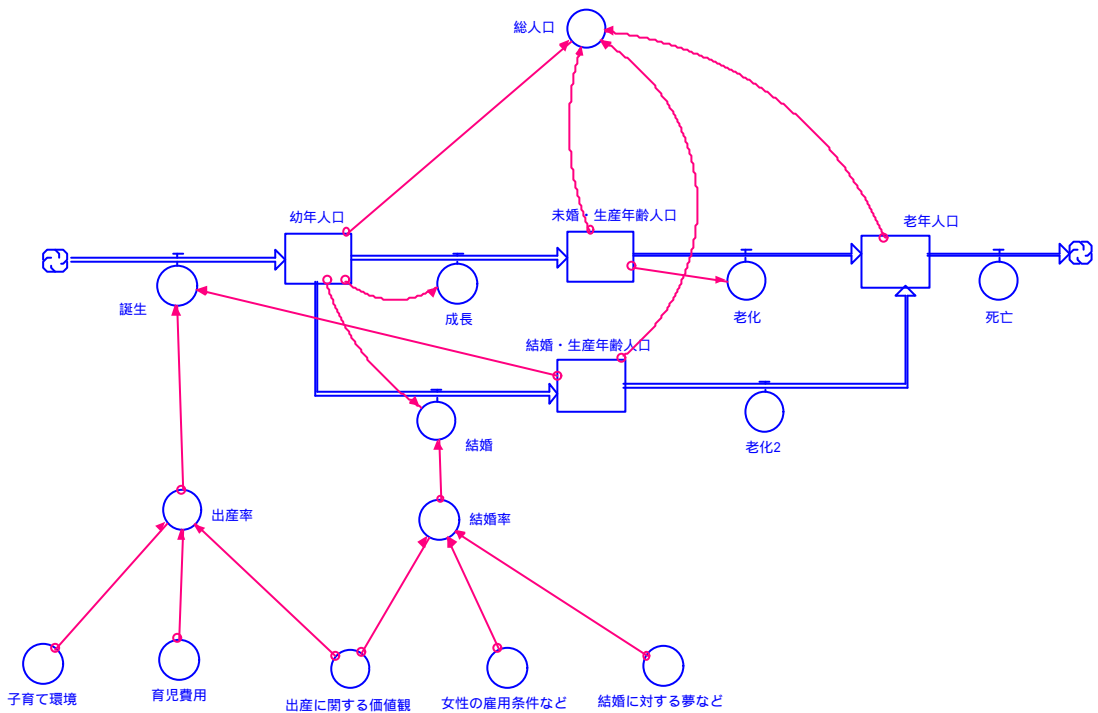 総人口
幼年人口
未婚・生産年齢人口
老年人口
誕生
成長
老化
死亡
結婚・生産年齢人口
結婚
老化2
出産率
結婚率
子育て環境
育児費用
出産に関する価値観
女性の雇用条件など
結婚に対する夢など